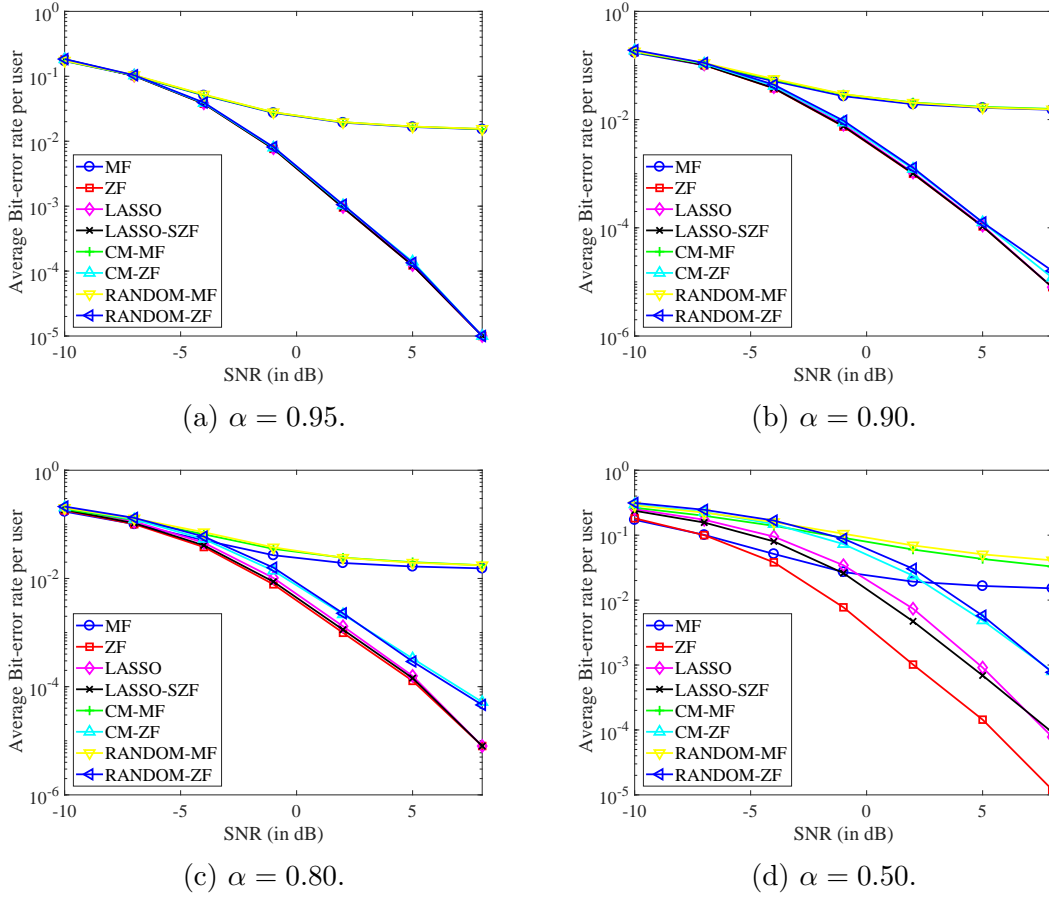 10^0
10^-1
10^-2
10^-3
10^-4
10^-5
Average Bit-error rate per user
MF
ZF
LASSO
LASSO-SZF
CM-MF
CM-ZF
RANDOM-MF
RANDOM-ZF
-10 -5 0 5
SNR (in dB)
(a) α = 0.95.
10^0
10^-2
10^-4
10^-6
Average Bit-error rate per user
MF
ZF
LASSO
LASSO-SZF
CM-MF
CM-ZF
RANDOM-MF
RANDOM-ZF
-10 -5 0 5
SNR (in dB)
(b) α = 0.90.
10^0
10^-2
10^-4
10^-6
Average Bit-error rate per user
MF
ZF
LASSO
LASSO-SZF
CM-MF
CM-ZF
RANDOM-MF
RANDOM-ZF
-10 -5 0 5
SNR (in dB)
(c) α = 0.80.
10^0
10^-1
10^-2
10^-3
10^-4
10^-5
Average Bit-error rate per user
MF
ZF
LASSO
LASSO-SZF
CM-MF
CM-ZF
RANDOM-MF
RANDOM-ZF
-10 -5 0 5
SNR (in dB)
(d) α = 0.50.